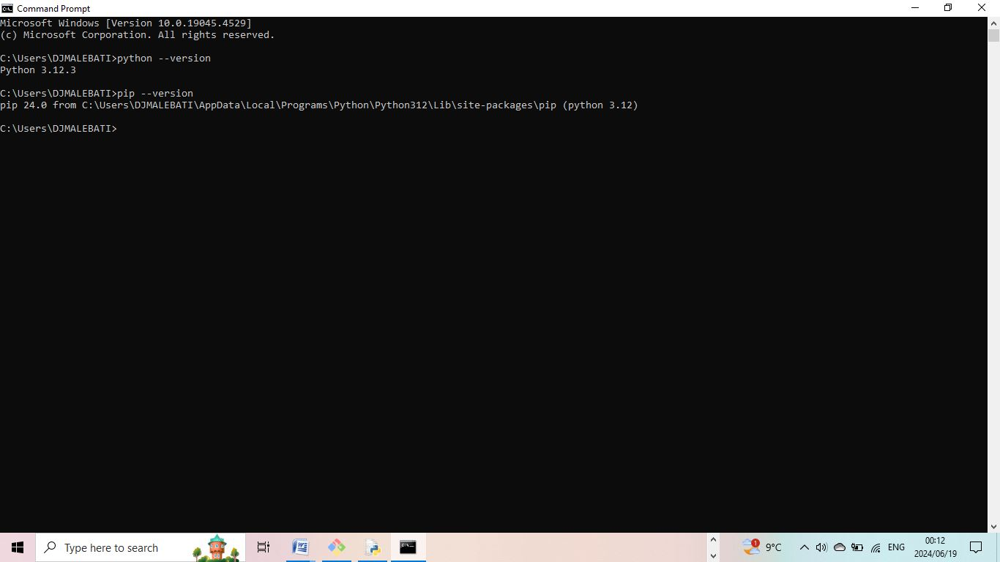 Command Prompt
Microsoft Windows [Version 10.0.19045.4529]
(c) Microsoft Corporation. All rights reserved.
C:\Users\DJMALEBATI>python --version
Python 3.12.3
C:\Users\DJMALEBATI>pip --version
pip 24.0 from C:\Users\DJMALEBATI\AppData\Local\Programs\Python\Python312\Lib\site-packages\pip (python 3.12)
C:\Users\DJMALEBATI>
Type here to search
1
9°C
ENG
00:12
2024/06/19